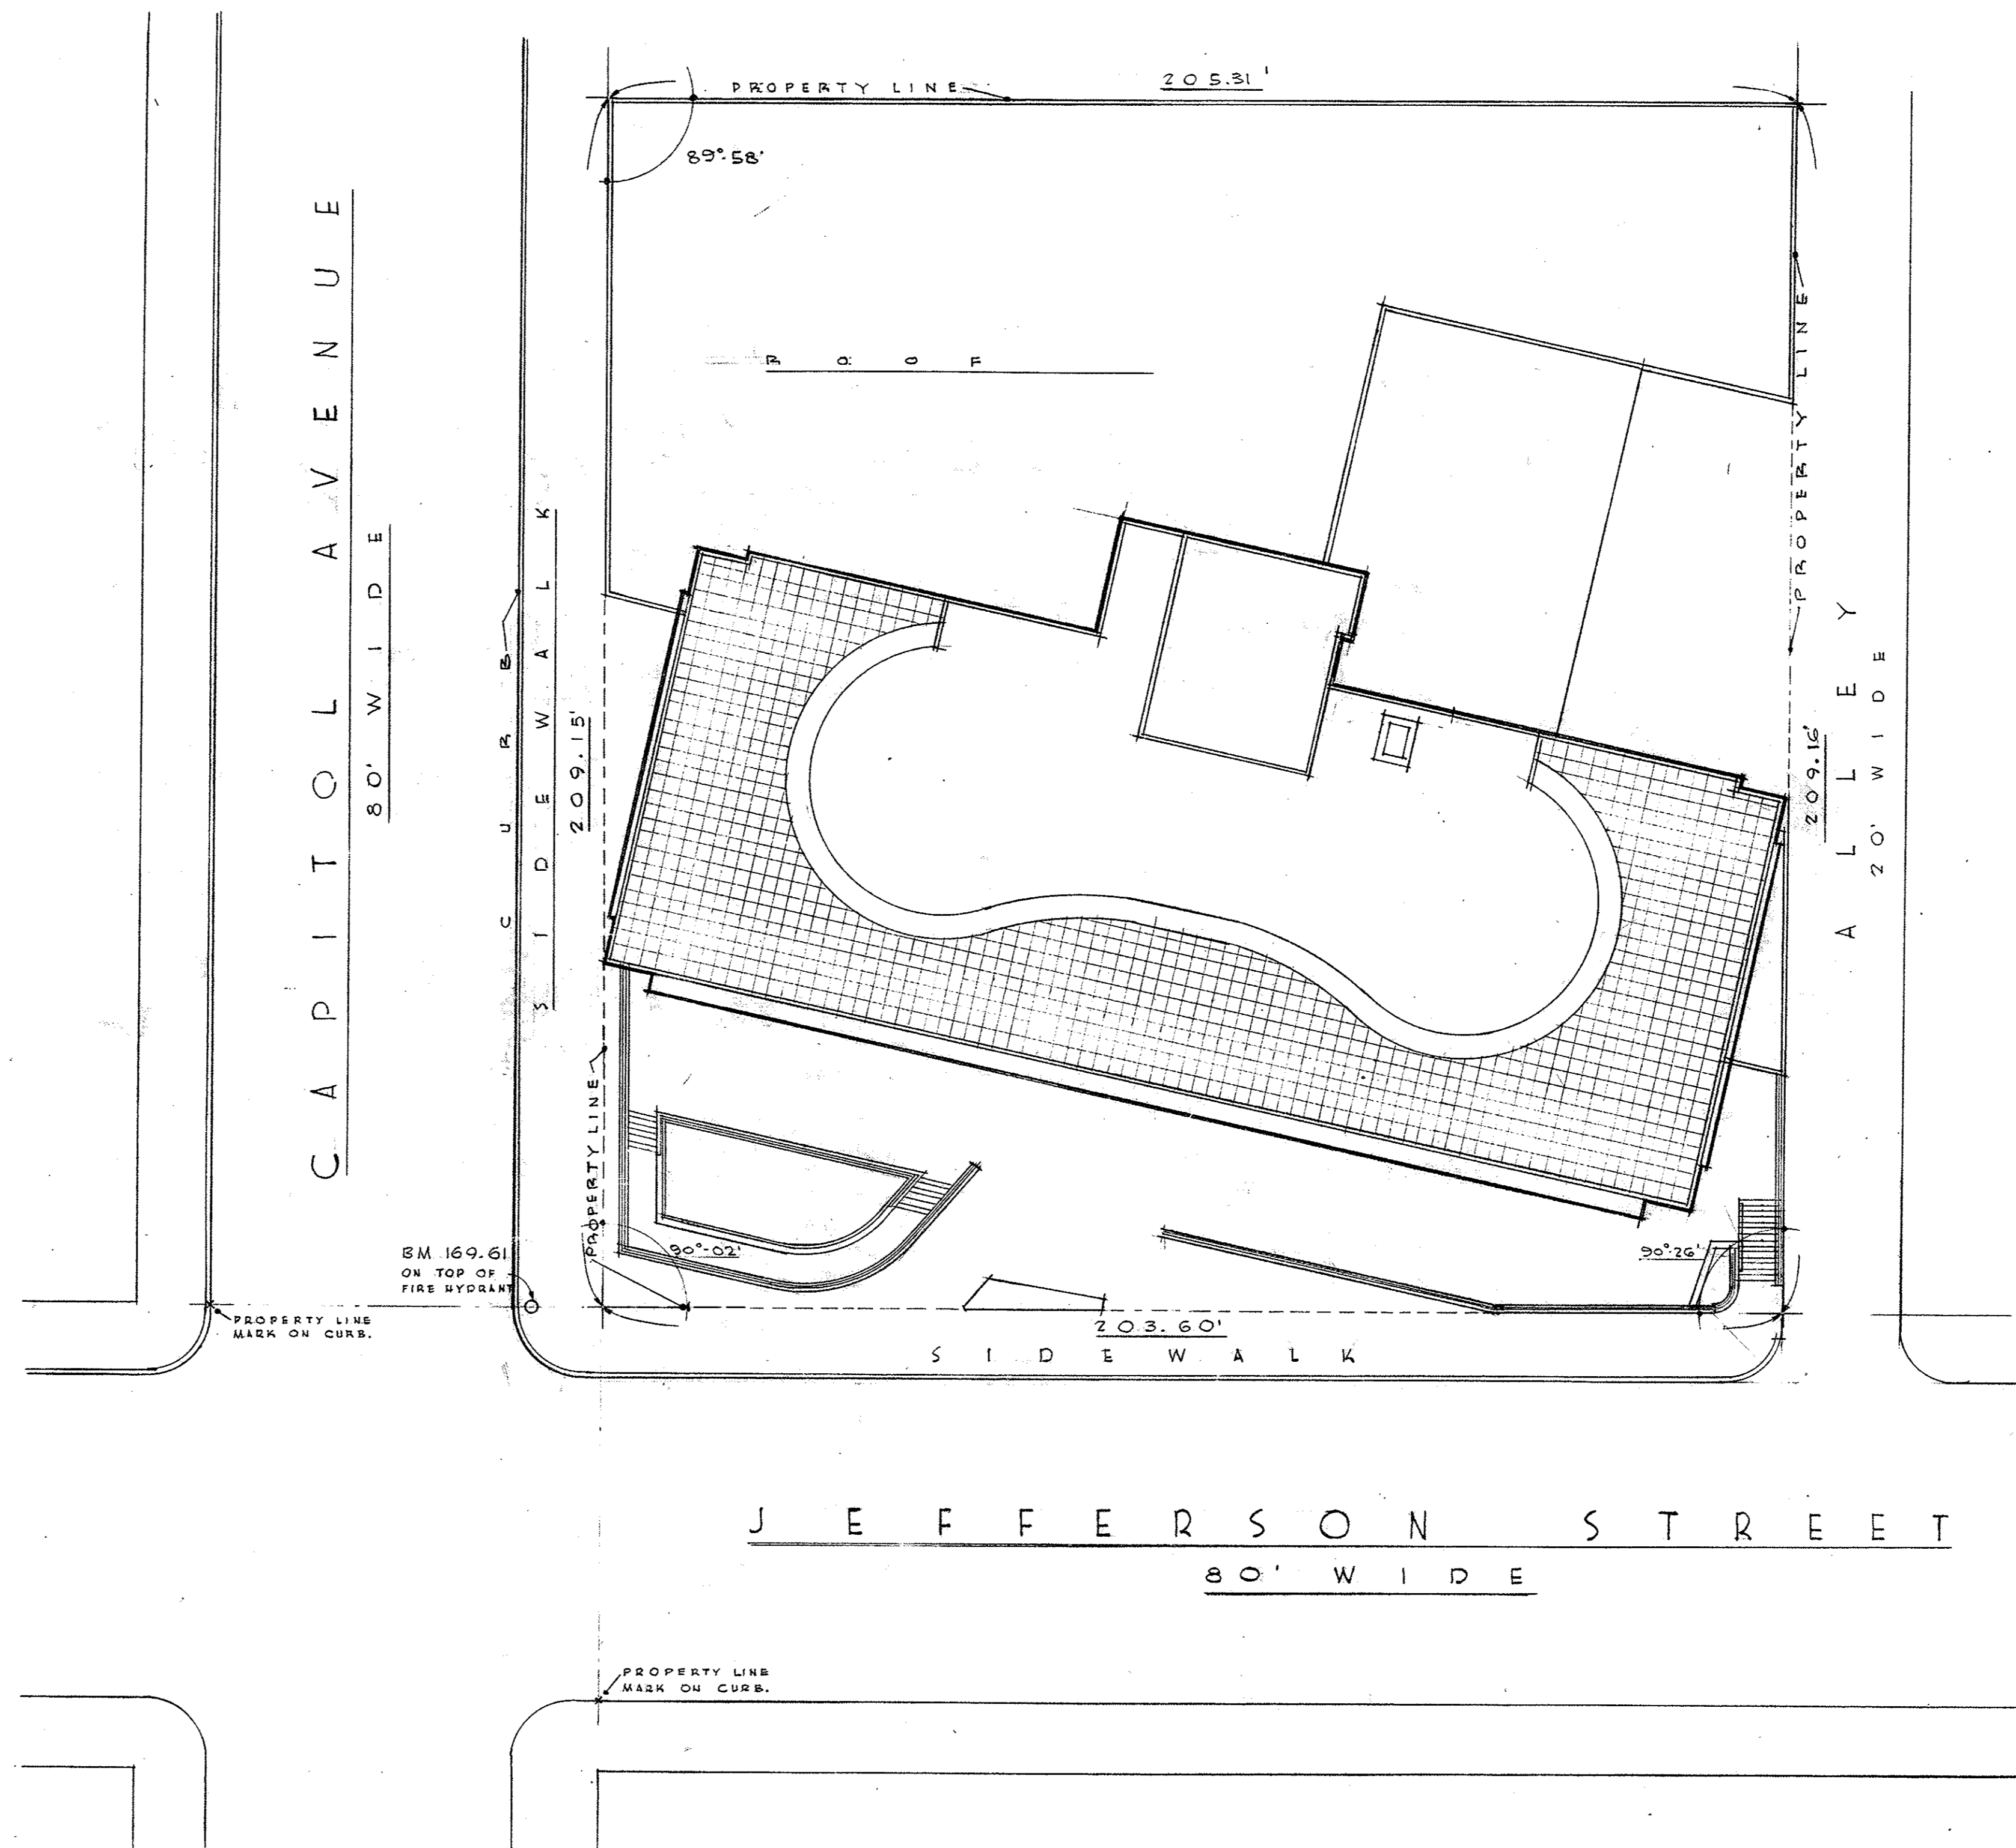 PROPERTY LINE
205.31'
89°-58'
CAPITOL AVENUE
80' WIDE
CURB
SIDEWALK
209.15'
PROPERTY LINE
ROOF
PROPERTY LINE
PROPERTY LINE
209.16'
ALLEY
20' WIDE
BM 169.61
ON TOP OF
FIRE HYDRANT
90°-02'
90°-26'
PROPERTY LINE
MARK ON CURB.
203.60'
SIDEWALK
JEFFERSON STREET
80' WIDE
PROPERTY LINE
MARK ON CURB.